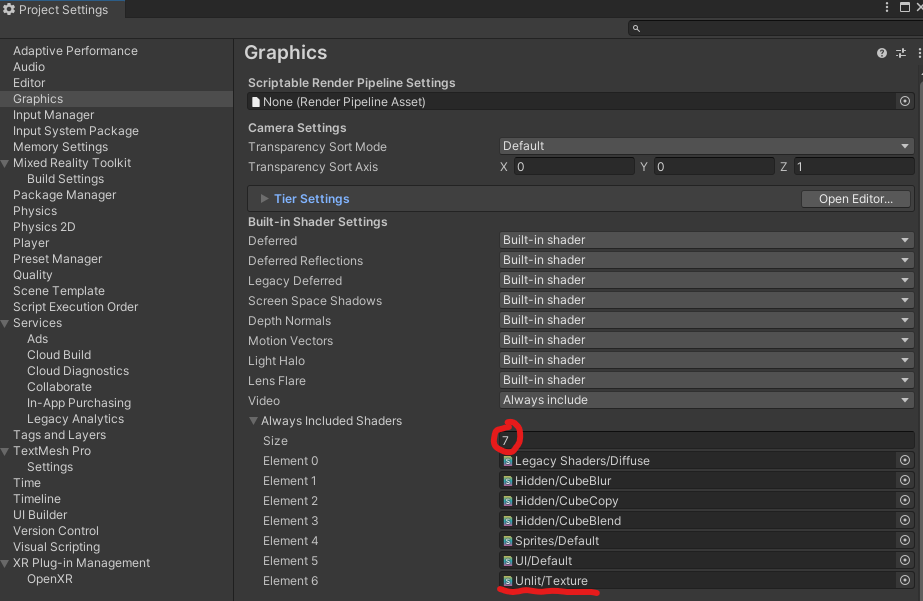 Project Settings
Adaptive Performance
Audio
Editor
Graphics
Input Manager
Input System Package
Memory Settings
Mixed Reality Toolkit
Build Settings
Package Manager
Physics
Physics 2D
Player
Preset Manager
Quality
Scene Template
Script Execution Order
Services
Ads
Cloud Build
Cloud Diagnostics
Collaborate
In-App Purchasing
Legacy Analytics
Tags and Layers
TextMesh Pro
Settings
Time
Timeline
UI Builder
Version Control
Visual Scripting
XR Plug-in Management
OpenXR
Graphics
Scriptable Render Pipeline Settings
None (Render Pipeline Asset)
Camera Settings
Transparency Sort Mode Default
Transparency Sort Axis X 0 Y 0 Z 1
Tier Settings Open Editor...
Built-in Shader Settings
Deferred Built-in shader
Deferred Reflections Built-in shader
Legacy Deferred Built-in shader
Screen Space Shadows Built-in shader
Depth Normals Built-in shader
Motion Vectors Built-in shader
Light Halo Built-in shader
Lens Flare Built-in shader
Video Always include
Always Included Shaders
Size 7
Element 0 Legacy Shaders/Diffuse
Element 1 Hidden/CubeBlur
Element 2 Hidden/CubeCopy
Element 3 Hidden/CubeBlend
Element 4 Sprites/Default
Element 5 UI/Default
Element 6 Unlit/Texture